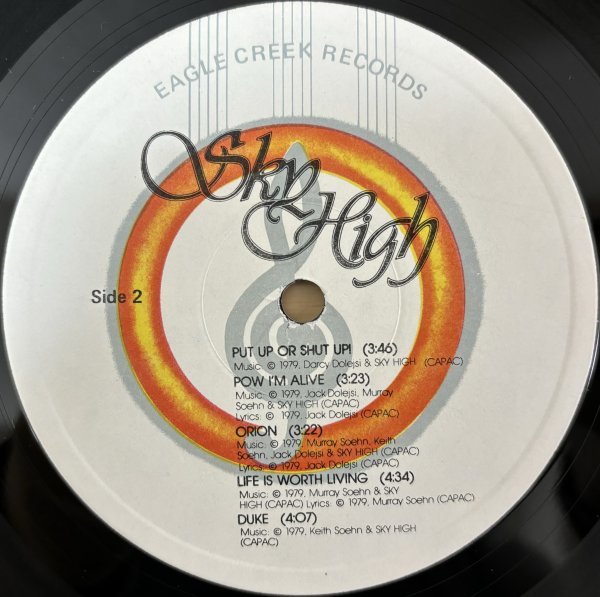 EAGLE CREEK RECORDS
Sky
High
Side 2
PUT UP OR SHUT UP! (3:46)
Music: © 1979, Darcy Dolejsi & SKY HIGH (CAPAC)
POW I'M ALIVE (3:23)
Music: © 1979, Jack Dolejsi, Murray
Soehn & SKY HIGH (CAPAC)
Lyrics: © 1979, Jack Dolejsi (CAPAC)
ORION (3:22)
Music: © 1979, Murray Soehn, Keith
Soehn, Jack Dolejsi & SKY HIGH (CAPAC)
Lyrics: © 1979, Jack Dolejsi (CAPAC)
LIFE IS WORTH LIVING (4:34)
Music: © 1979, Murray Soehn & SKY
HIGH (CAPAC) Lyrics: © 1979, Murray Soehn (CAPAC)
DUKE (4:07)
Music: © 1979, Keith Soehn & SKY HIGH
(CAPAC)